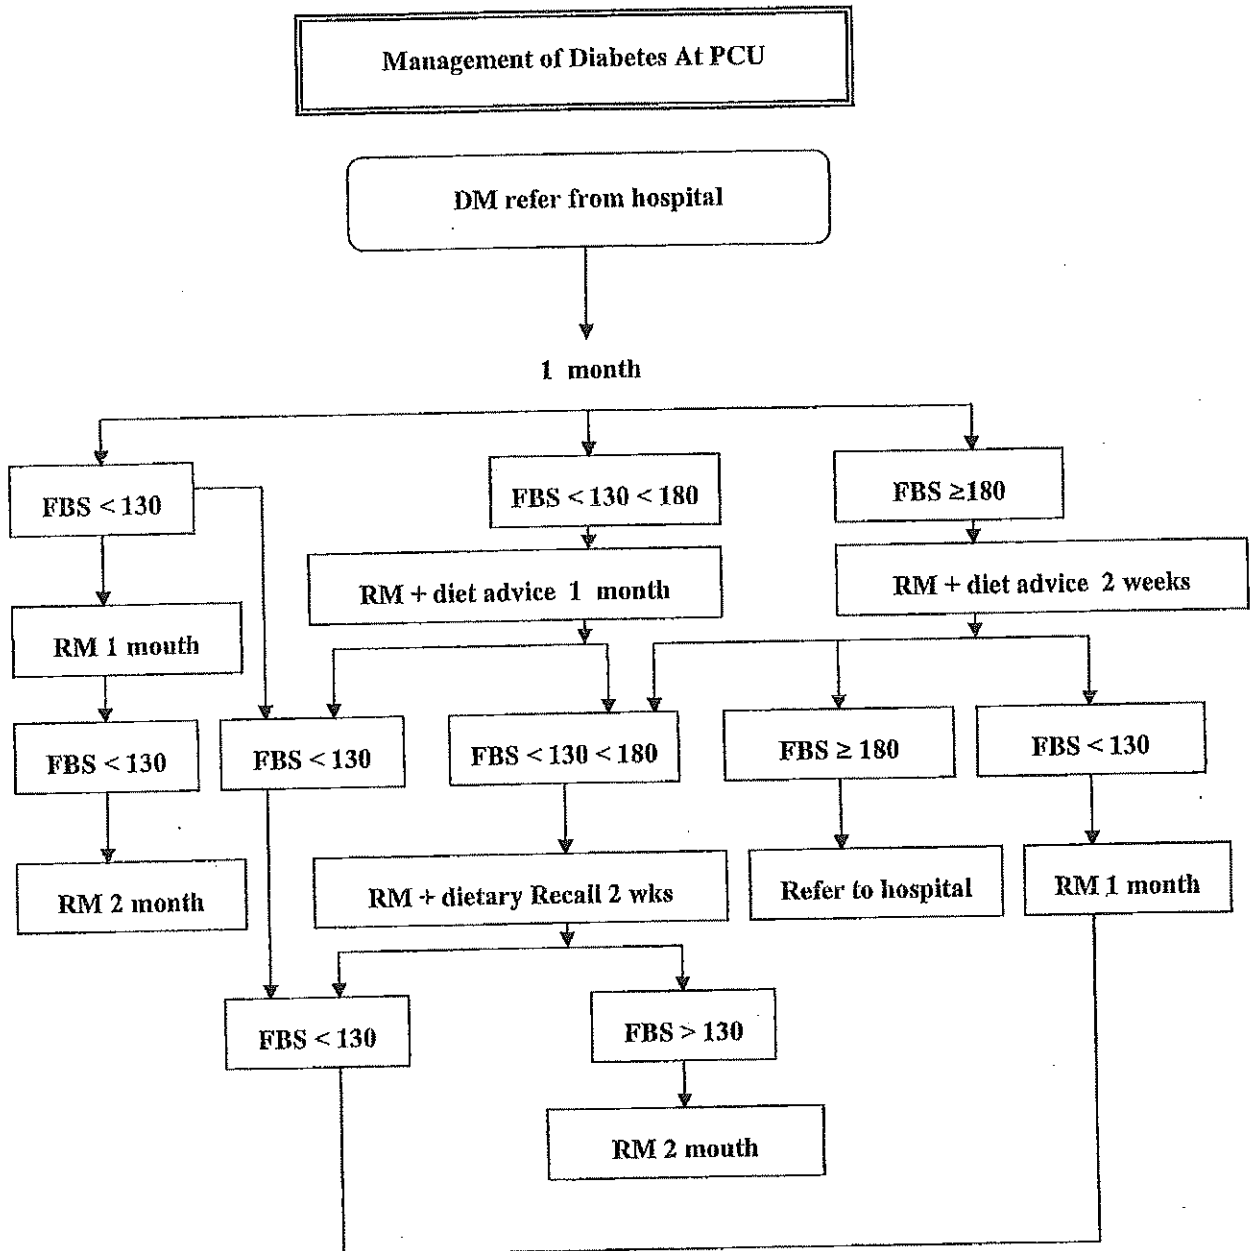 Management of Diabetes At PCU
DM refer from hospital
1 month
FBS < 130
FBS < 130 < 180
FBS ≥180
RM + diet advice 1 month
RM + diet advice 2 weeks
RM 1 mouth
FBS < 130
FBS < 130
FBS < 130 < 180
FBS ≥ 180
FBS < 130
RM 2 month
RM + dietary Recall 2 wks
Refer to hospital
RM 1 month
FBS < 130
FBS > 130
RM 2 mouth